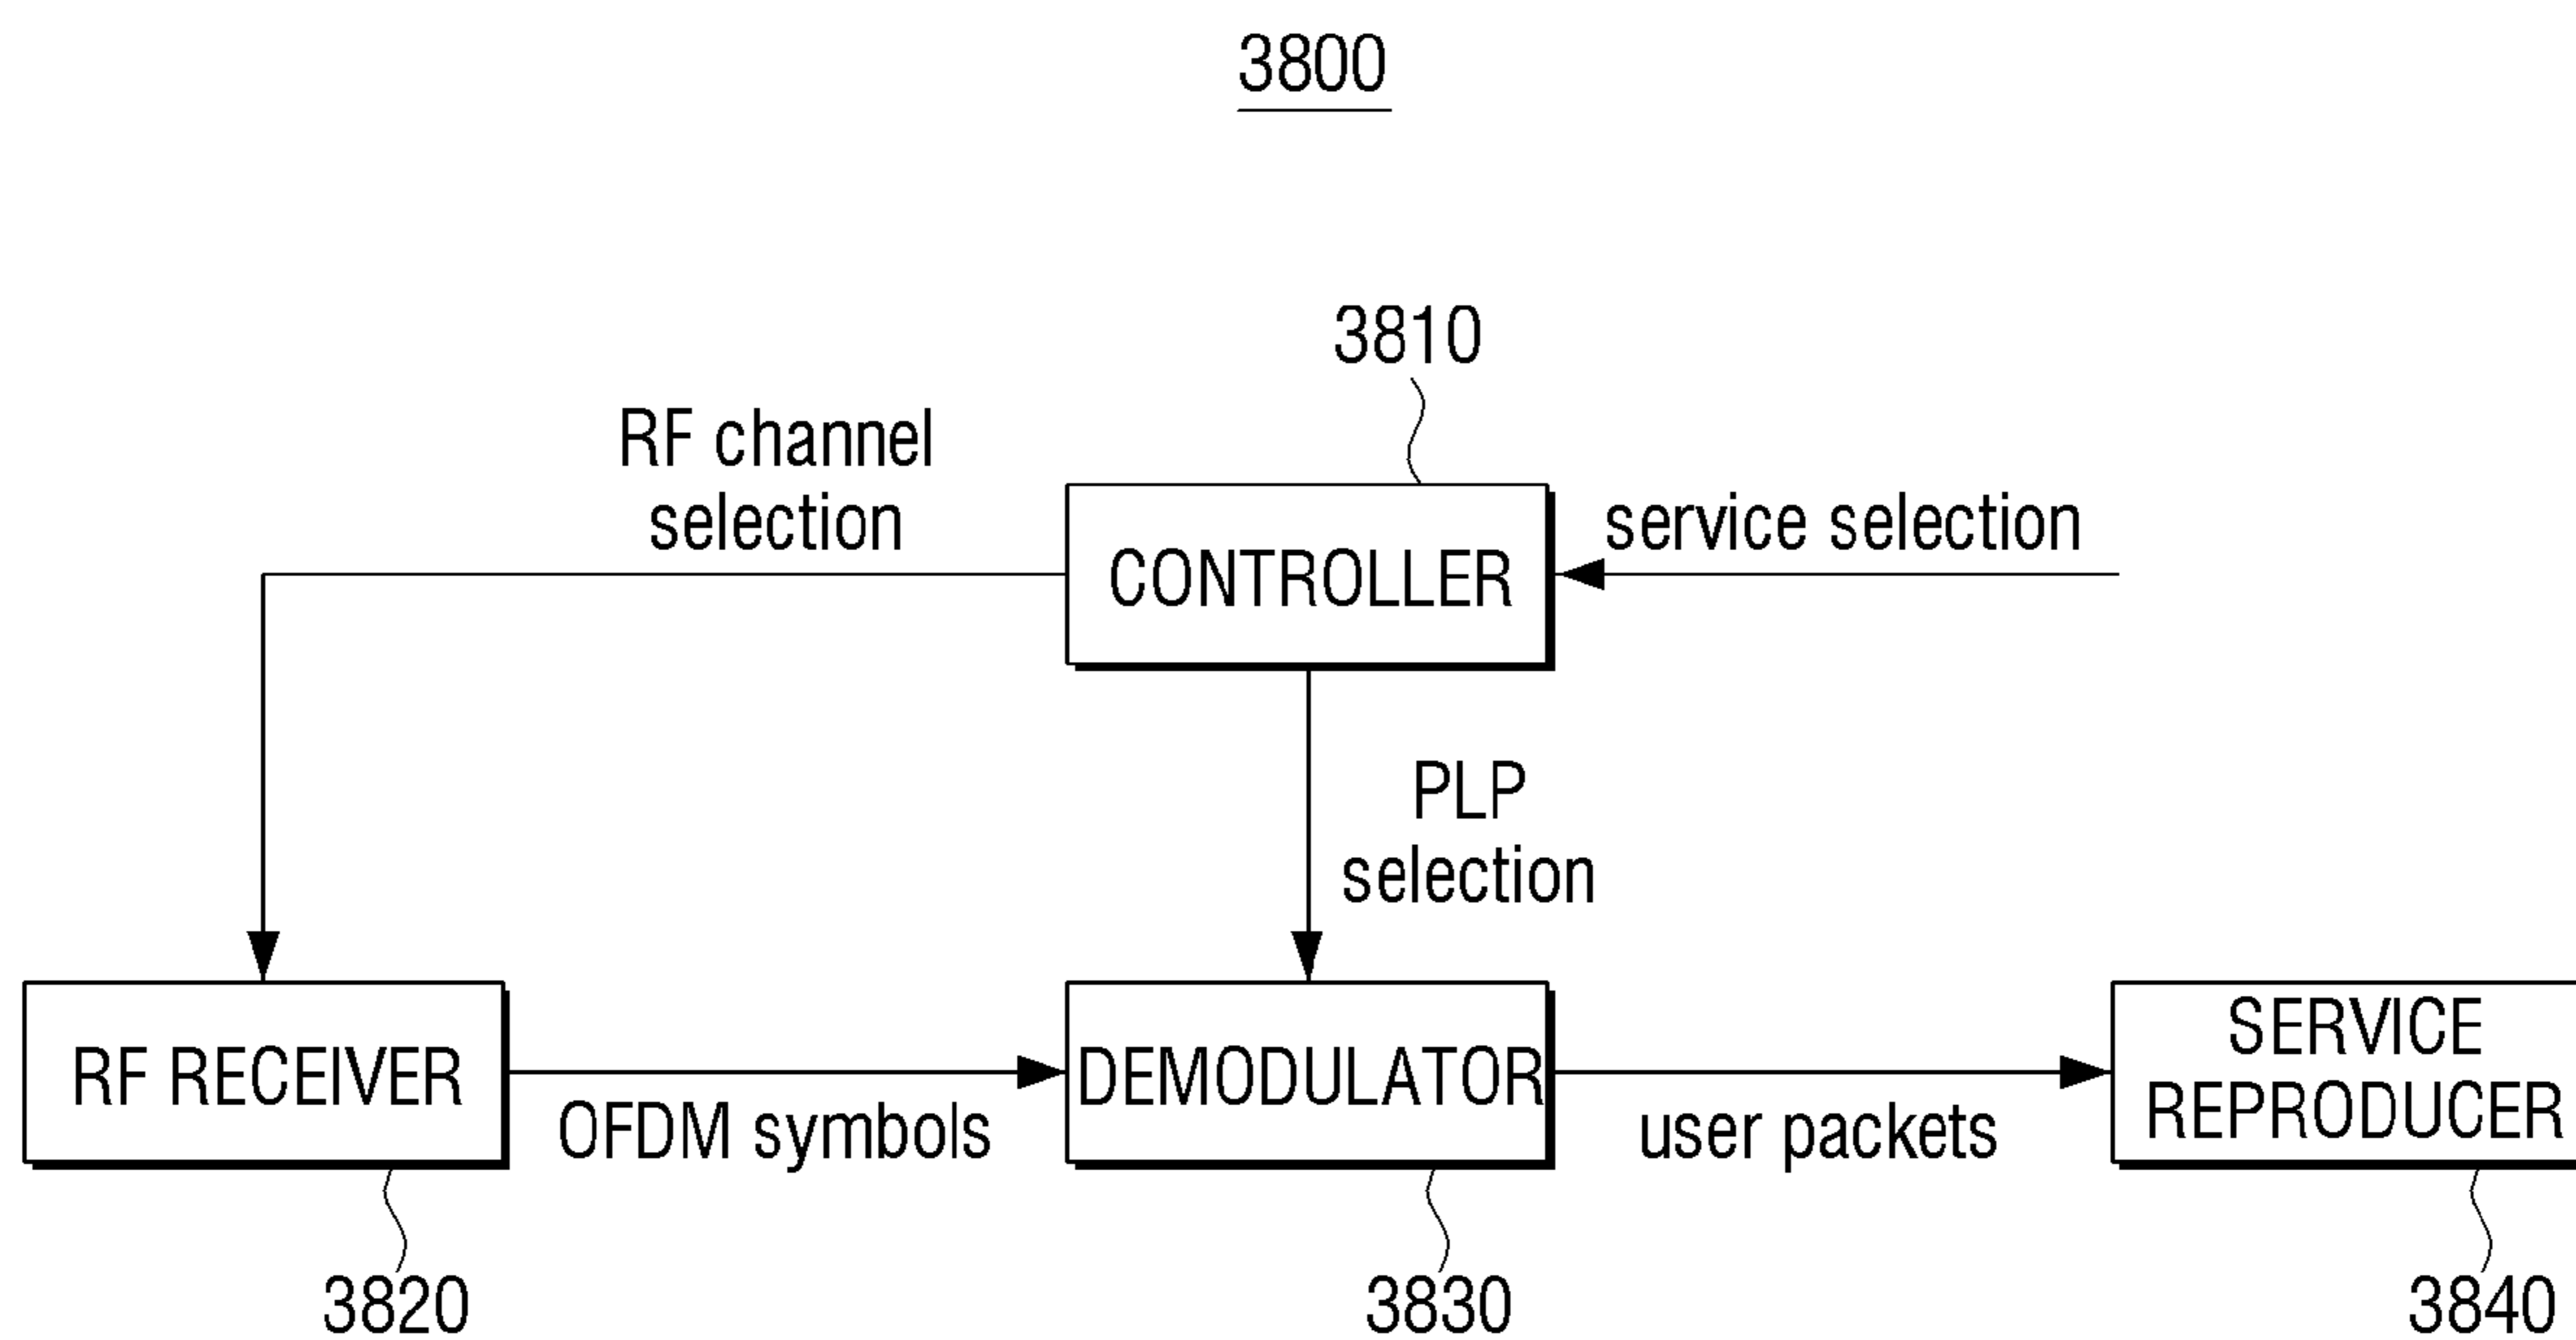 3800
3810
RF channel
selection
CONTROLLER
service selection
PLP
selection
RF RECEIVER
OFDM symbols
DEMODULATOR
user packets
SERVICE
REPRODUCER
3820
3830
3840